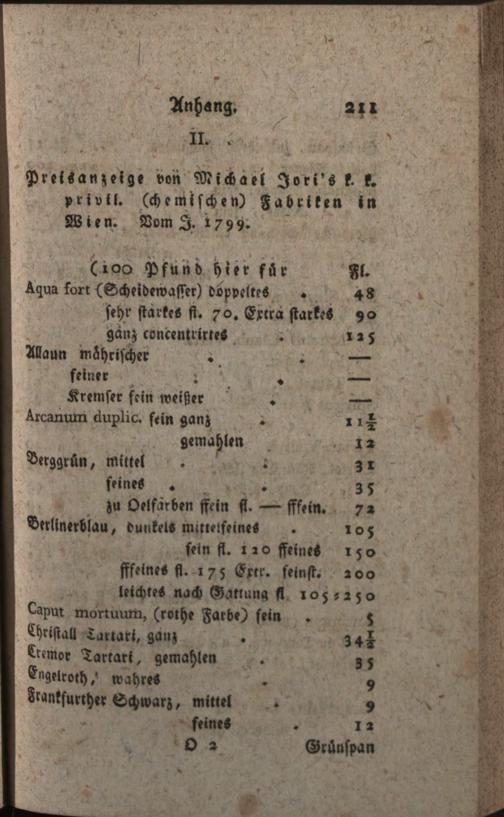 Anhang. 211
II.
Preisanzeige von Michael Jori's k. k.
privil. (chemischen) Fabriken in
Wien. Vom J. 1799.
(100 Pfund hier für Fl.
Aqua fort (Scheidewasser) doppeltes . 48
sehr starkes fl. 70. Extra starkes 90
ganz concentrirtes . 125
Allaun mährischer . . —
feiner . . —
Kremser fein weißer . —
Arcanum duplic. fein ganz . 11½
gemahlen 12
Berggrün, mittel . . 31
feines . . 35
zu Oelfarben ffein fl. — fffein. 72
Berlinerblau, dunkels mittelfeines . 105
fein fl. 120 ffeines 150
fffeines fl. 175 Extr. feinst. 200
leichtes nach Gattung fl. 105=250
Caput mortuum, (rothe Farbe) fein . 5
Christall Tartari, ganz . 34½
Cremor Tartari, gemahlen . 35
Engelroth, wahres . 9
Frankfurther Schwarz, mittel . 9
feines . 12
O 2 Grünspan